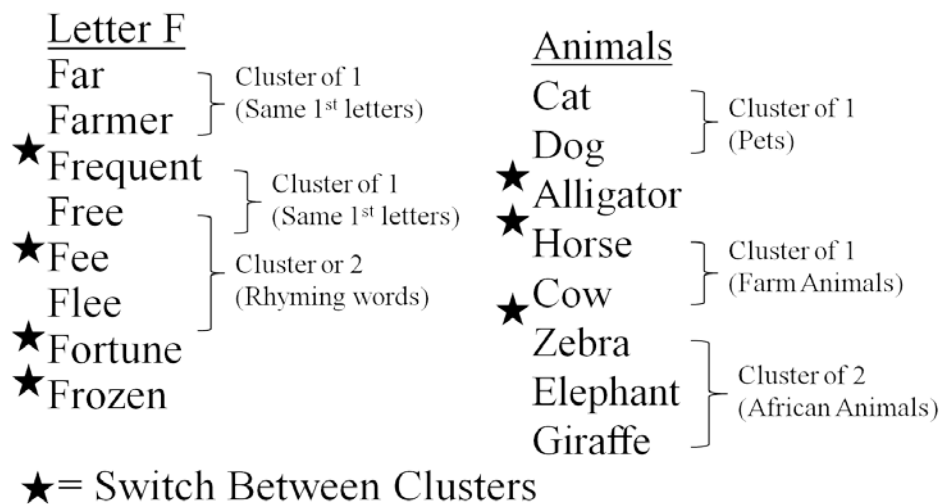 Letter F
Far
Farmer
Frequent
Free
Fee
Flee
Fortune
Frozen
Cluster of 1
(Same 1st letters)
Cluster of 1
(Same 1st letters)
Cluster or 2
(Rhyming words)
Animals
Cat
Dog
Alligator
Horse
Cow
Zebra
Elephant
Giraffe
Cluster of 1
(Pets)
Cluster of 1
(Farm Animals)
Cluster of 2
(African Animals)
★= Switch Between Clusters